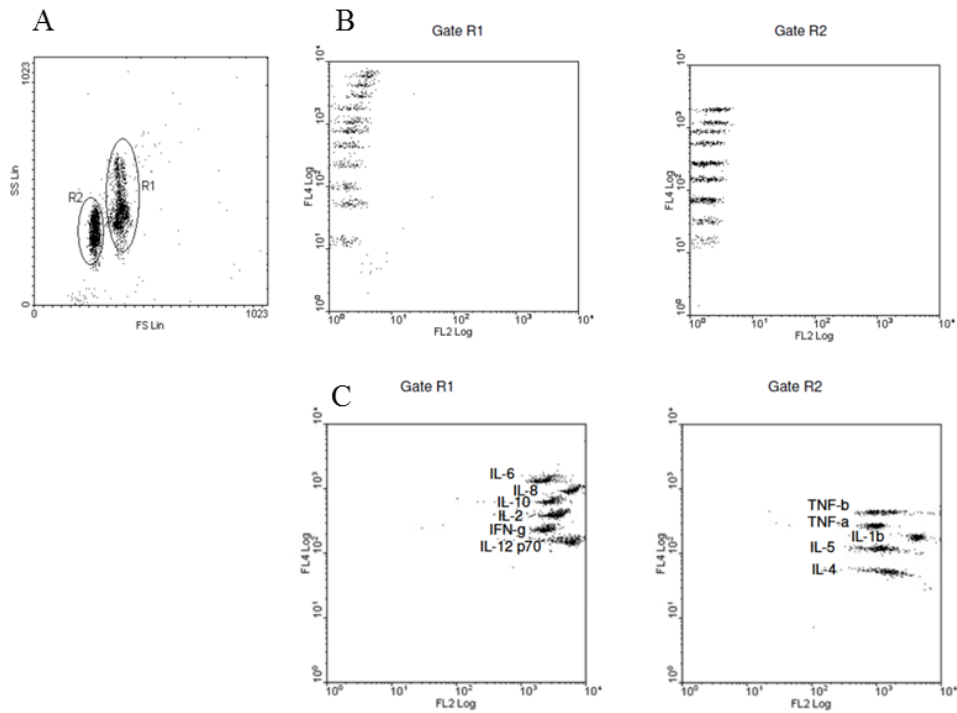 A
1023
SS Lin
0
R2
R1
0
FS Lin
1023
B
Gate R1
10⁴
10³
FL4 Log
10²
10¹
10⁰
10⁰ 10¹ 10² 10³ 10⁴
FL2 Log
Gate R2
10⁴
10³
FL4 Log
10²
10¹
10⁰
10⁰ 10¹ 10² 10³ 10⁴
FL2 Log
C
Gate R1
10⁴
10³
FL4 Log
10²
10¹
10⁰
IL-6
IL-8
IL-10
IL-2
IFN-g
IL-12 p70
10⁰ 10¹ 10² 10³ 10⁴
FL2 Log
Gate R2
10⁴
10³
FL4 Log
10²
10¹
10⁰
TNF-b
TNF-a
IL-1b
IL-5
IL-4
10⁰ 10¹ 10² 10³ 10⁴
FL2 Log